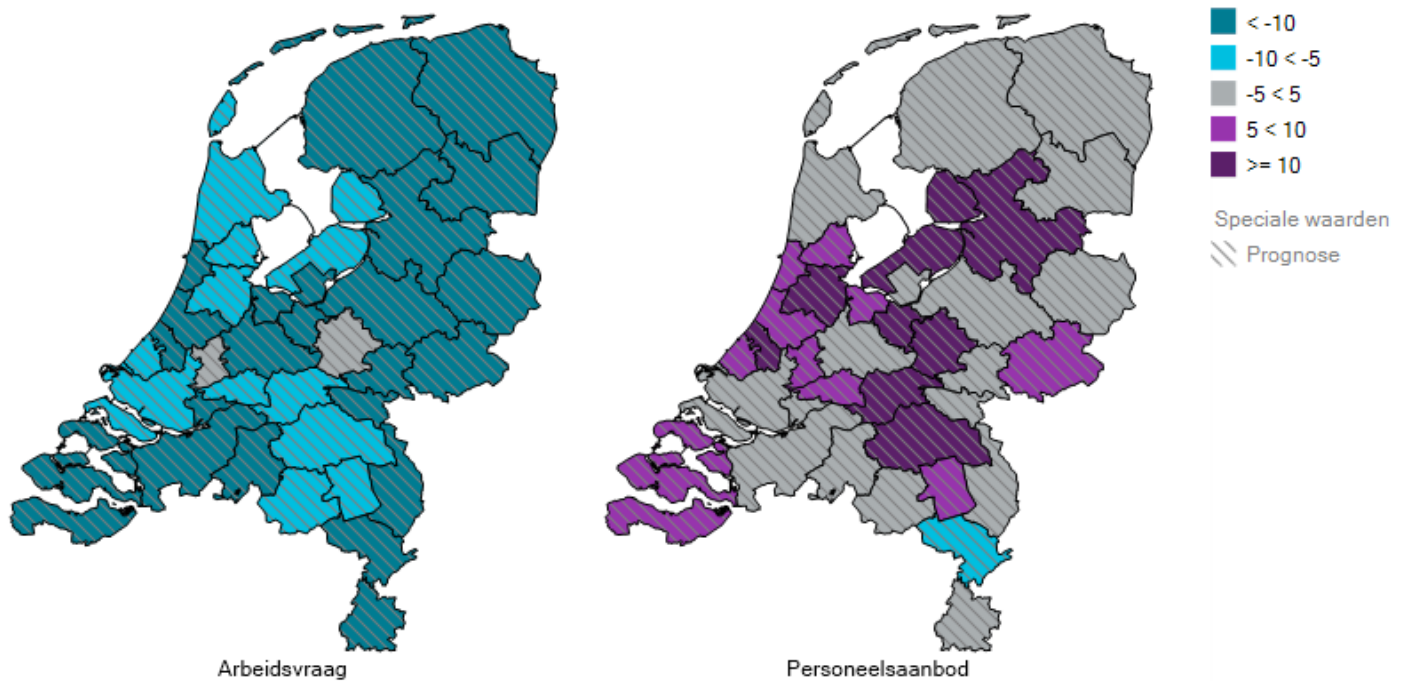 < -10
-10 < -5
-5 < 5
5 < 10
>= 10
Speciale waarden
Prognose
Arbeidsvraag
Personeelsaanbod